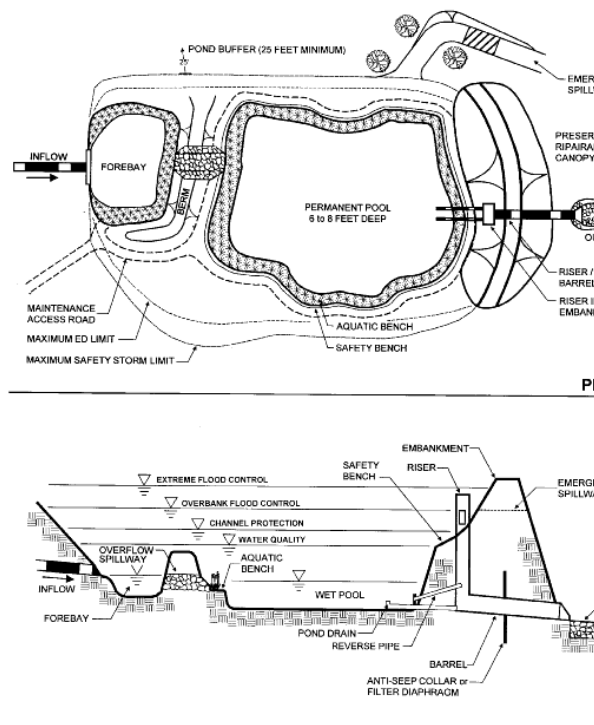 POND BUFFER (25 FEET MINIMUM)
25'
EMER
SPILLW
PRESER
RIPAIRAI
CANOPY
INFLOW
FOREBAY
BERM
PERMANENT POOL
6 to 8 FEET DEEP
RISER /
BARREL
RISER I
EMBAN
MAINTENANCE
ACCESS ROAD
AQUATIC BENCH
MAXIMUM ED LIMIT
SAFETY BENCH
MAXIMUM SAFETY STORM LIMIT
EMBANKMENT
SAFETY
BENCH
RISER
EXTREME FLOOD CONTROL
EMERG
SPILLWA
OVERBANK FLOOD CONTROL
CHANNEL PROTECTION
WATER QUALITY
OVERFLOW
SPILLWAY
AQUATIC
BENCH
INFLOW
WET POOL
FOREBAY
POND DRAIN
REVERSE PIPE
BARREL
ANTI-SEEP COLLAR or
FILTER DIAPHRAGM